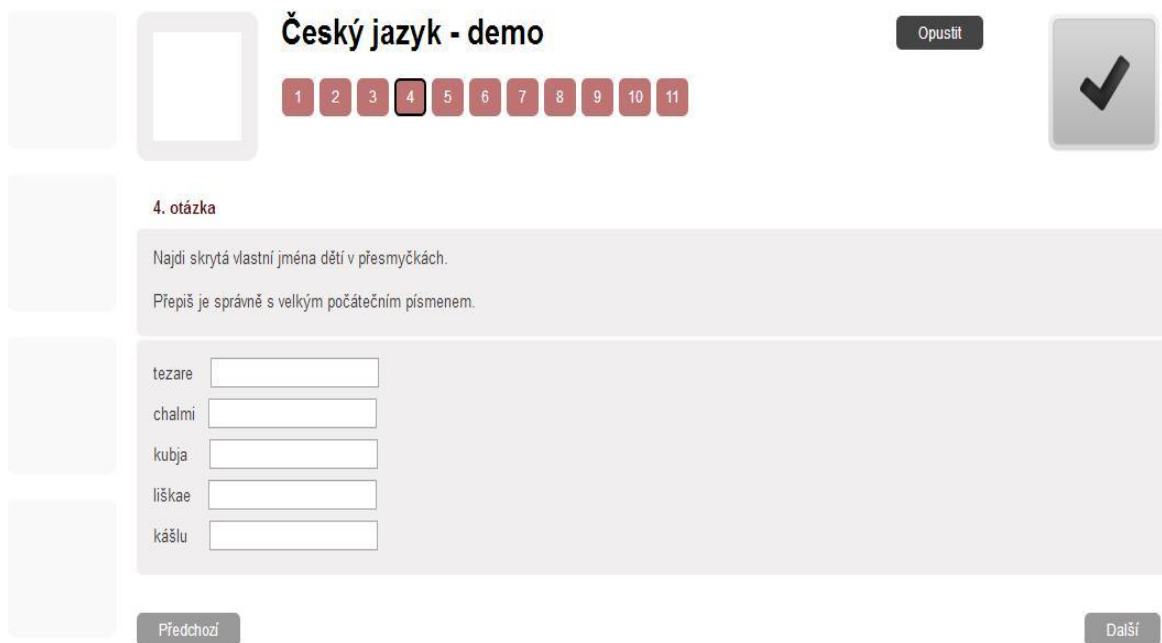 Český jazyk - demo
Opustit
1 2 3 4 5 6 7 8 9 10 11
4. otázka
Najdi skrytá vlastní jména dětí v přesmyčkách.
Přepiš je správně s velkým počátečním písmenem.
tezare
chalmi
kubja
liškae
kášlu
Předchozí
Další